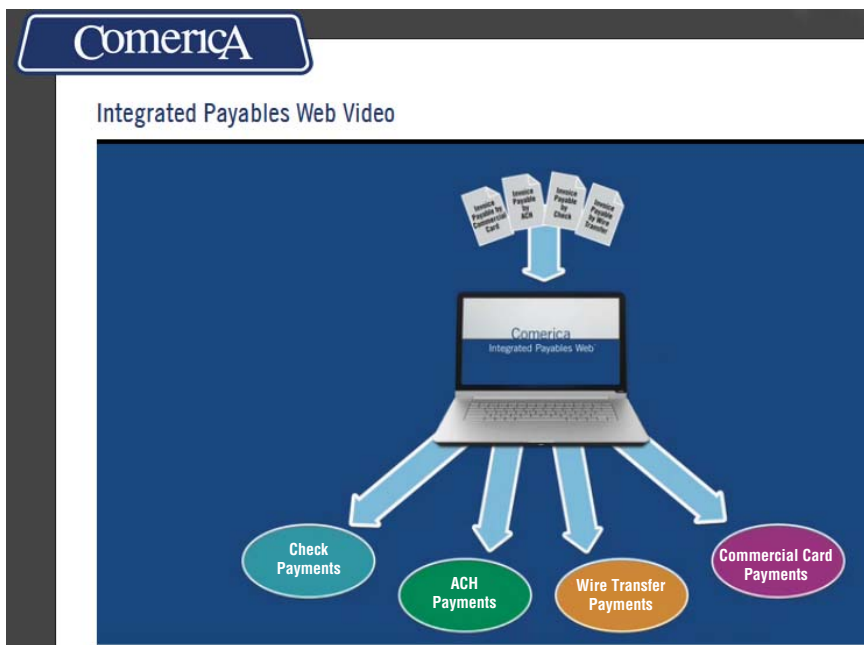 Comerica
Integrated Payables Web Video
Invoice
Payable by
Commercial
Card
Invoice
Payable
by
ACH
Invoice
Payable
by
Check
Invoice
Payable
by Wire
Transfer
Comerica
Integrated Payables Web
Check
Payments
ACH
Payments
Wire Transfer
Payments
Commercial Card
Payments